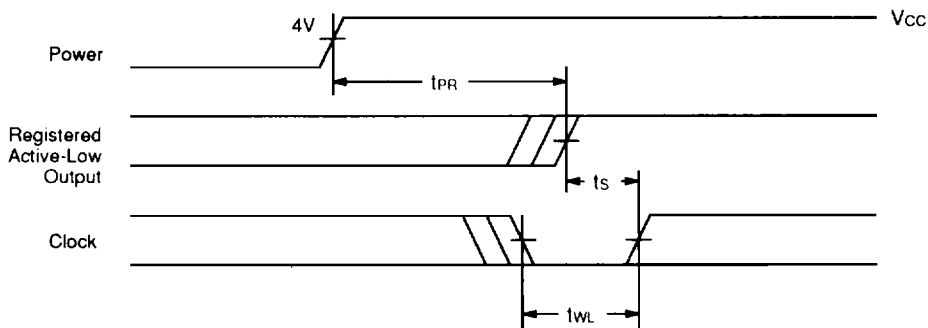 4V
VCC
Power
tPR
Registered
Active-Low
Output
tS
Clock
tWL